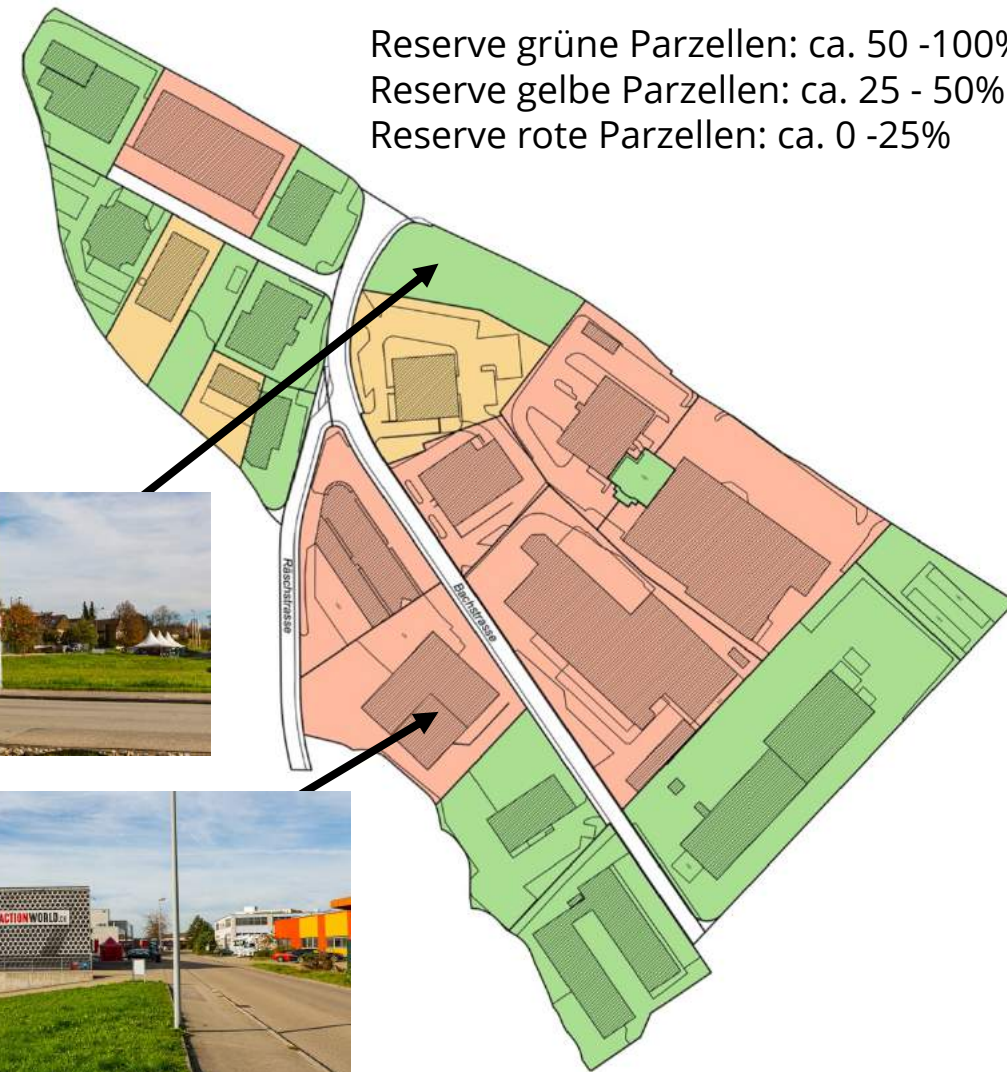 Reserve grüne Parzellen: ca. 50 -100%
Reserve gelbe Parzellen: ca. 25 - 50%
Reserve rote Parzellen: ca. 0 -25%
Räschstrasse
Bachstrasse
ACTIONWORLD.CH